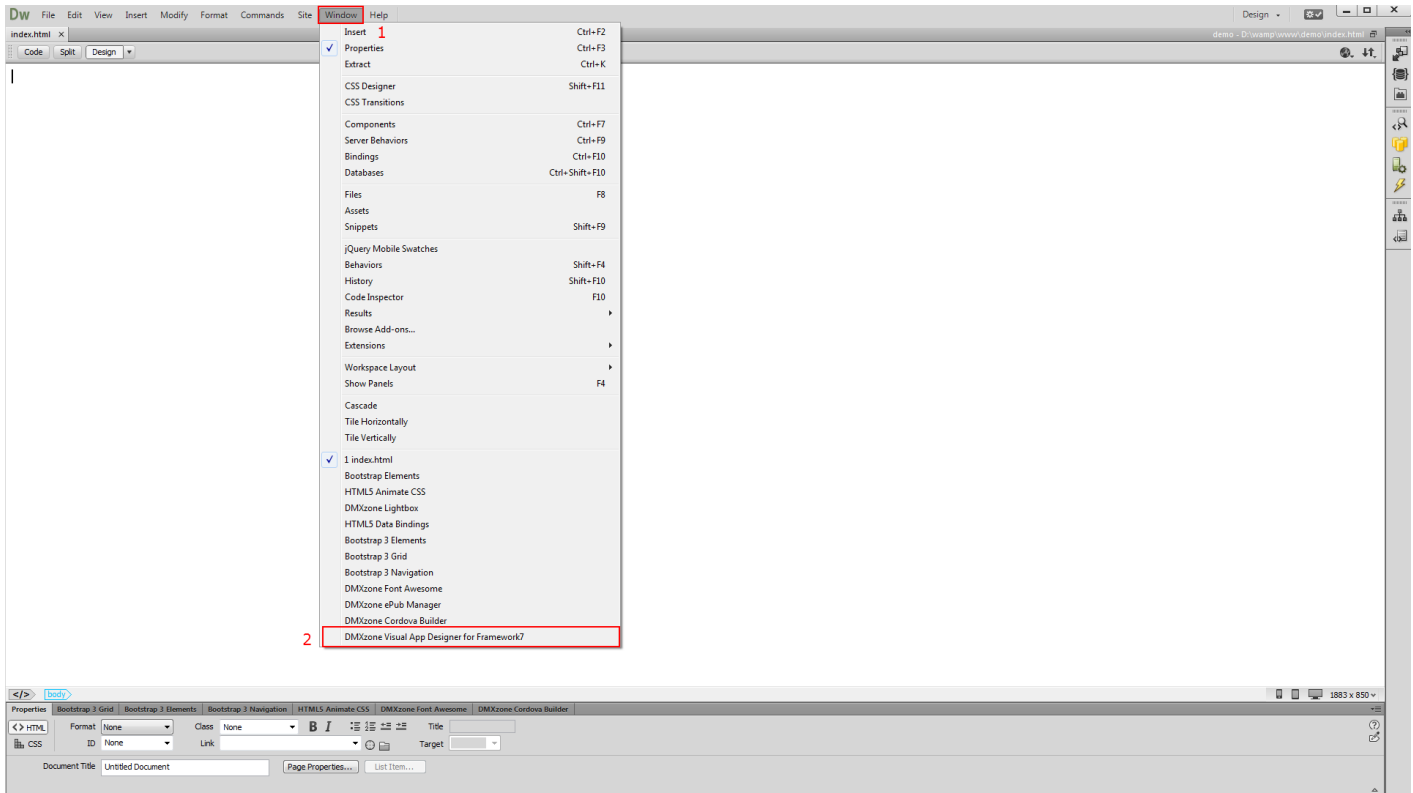 Dw File Edit View Insert Modify Format Commands Site Window Help Design
index.html × demo - D:\wamp\www\demo\index.html
Code Split Design
1
Insert Ctrl+F2
Properties Ctrl+F3
Extract Ctrl+K
CSS Designer Shift+F11
CSS Transitions
Components Ctrl+F7
Server Behaviors Ctrl+F9
Bindings Ctrl+F10
Databases Ctrl+Shift+F10
Files F8
Assets
Snippets Shift+F9
jQuery Mobile Swatches
Behaviors Shift+F4
History Shift+F10
Code Inspector F10
Results
Browse Add-ons...
Extensions
Workspace Layout
Show Panels F4
Cascade
Tile Horizontally
Tile Vertically
1 index.html
Bootstrap Elements
HTML5 Animate CSS
DMXzone Lightbox
HTML5 Data Bindings
Bootstrap 3 Elements
Bootstrap 3 Grid
Bootstrap 3 Navigation
DMXzone Font Awesome
DMXzone ePub Manager
DMXzone Cordova Builder
2 DMXzone Visual App Designer for Framework7
</> body 1883 x 850
Properties Bootstrap 3 Grid Bootstrap 3 Elements Bootstrap 3 Navigation HTML5 Animate CSS DMXzone Font Awesome DMXzone Cordova Builder
<> HTML Format None Class None B I Title
CSS ID None Link Target
Document Title Untitled Document Page Properties... List Item...